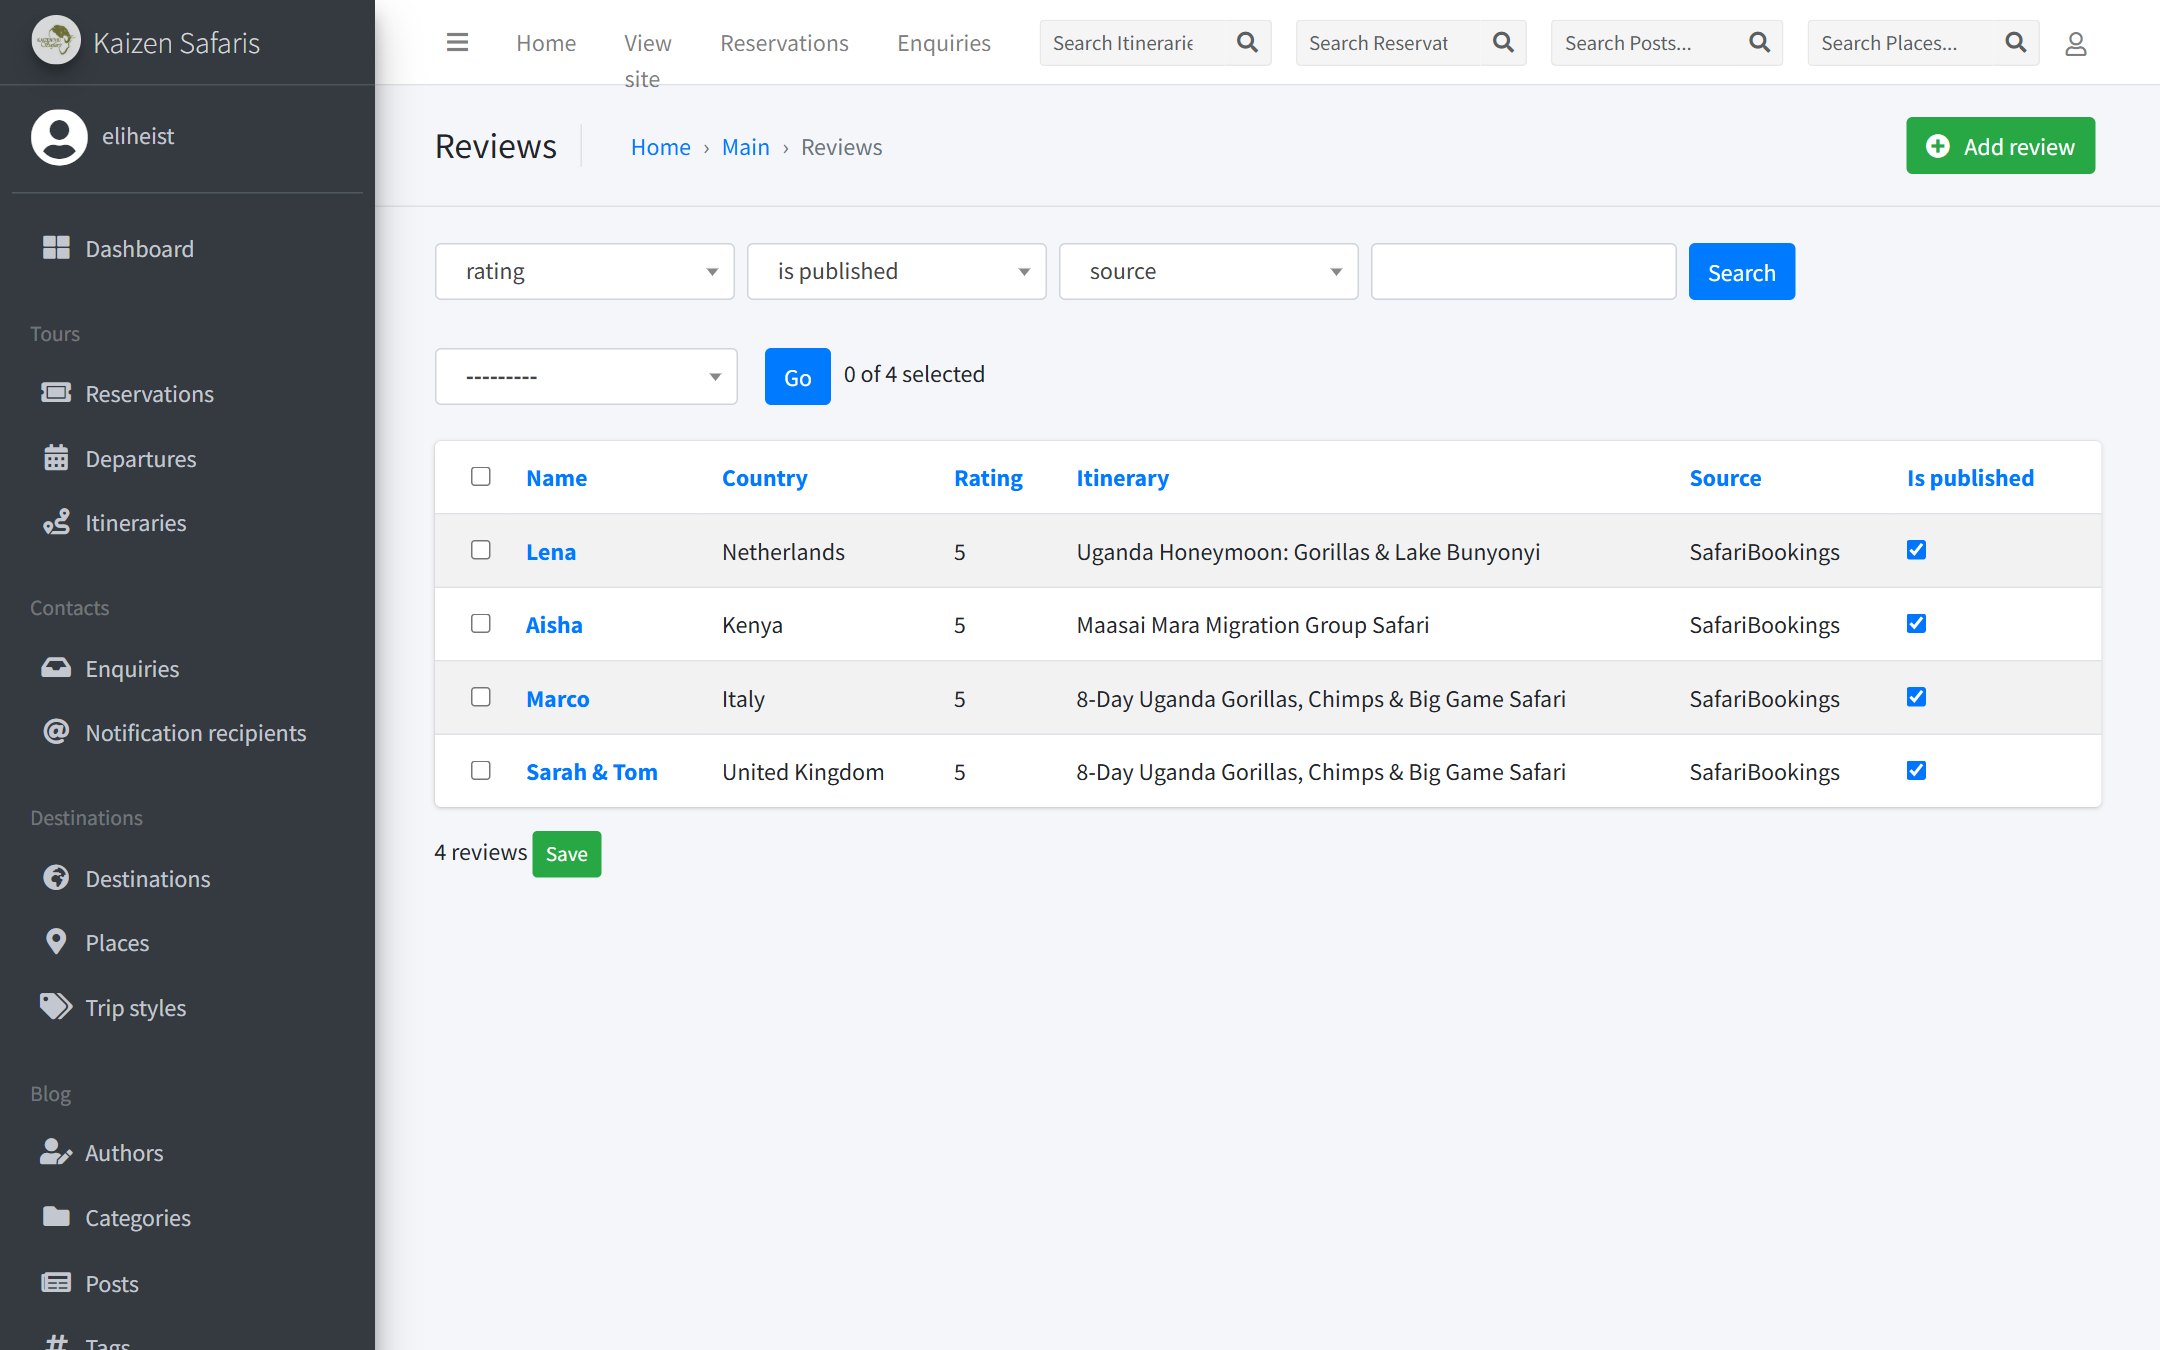 Kaizen Safaris
Home
View site
Reservations
Enquiries
Search Itinerarie
Search Reservat
Search Posts...
Search Places...
eliheist
Dashboard
Tours
Reservations
Departures
Itineraries
Contacts
Enquiries
Notification recipients
Destinations
Destinations
Places
Trip styles
Blog
Authors
Categories
Posts
Tags
Reviews
Home › Main › Reviews
Add review
rating
is published
source
Search
---------
Go
0 of 4 selected
Name Country Rating Itinerary Source Is published
Lena Netherlands 5 Uganda Honeymoon: Gorillas & Lake Bunyonyi SafariBookings
Aisha Kenya 5 Maasai Mara Migration Group Safari SafariBookings
Marco Italy 5 8-Day Uganda Gorillas, Chimps & Big Game Safari SafariBookings
Sarah & Tom United Kingdom 5 8-Day Uganda Gorillas, Chimps & Big Game Safari SafariBookings
4 reviews
Save